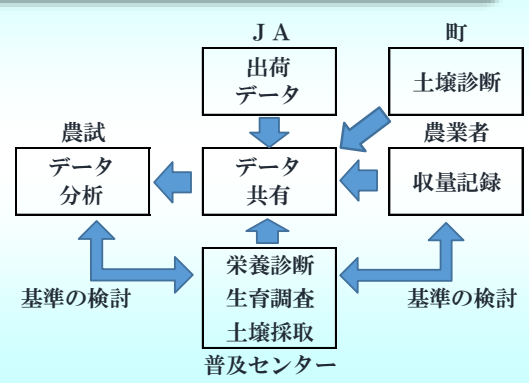 ＪＡ
町
出荷
データ
土壌診断
農試
農業者
データ
分析
データ
共有
収量記録
栄養診断
生育調査
土壌採取
基準の検討
基準の検討
普及センター